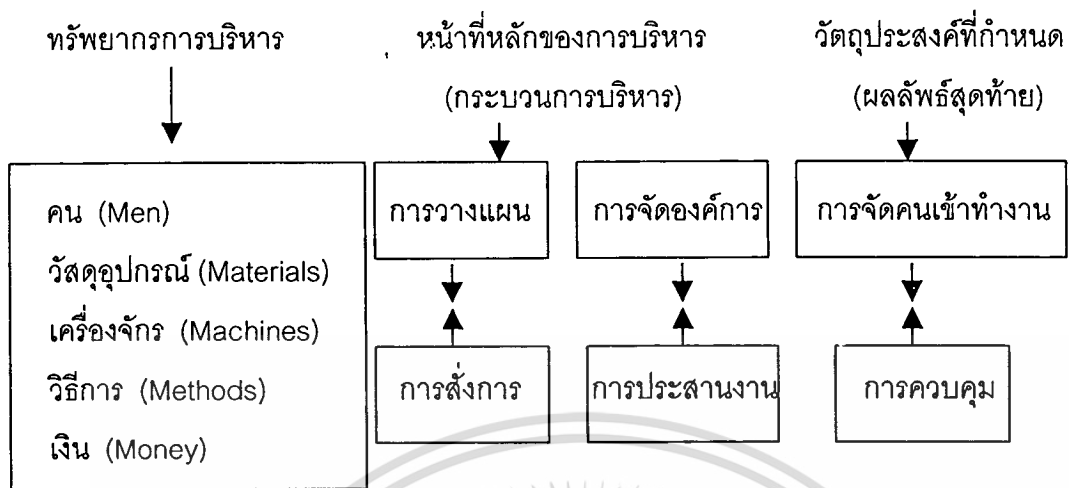 ทรัพยากรการบริหาร หน้าที่หลักของการบริหาร วัตถุประสงค์ที่กำหนด
(กระบวนการบริหาร) (ผลลัพธ์สุดท้าย)
คน (Men)
วัสดุอุปกรณ์ (Materials)
เครื่องจักร (Machines)
วิธีการ (Methods)
เงิน (Money)
การวางแผน การจัดองค์การ การจัดคนเข้าทำงาน
การสั่งการ การประสานงาน การควบคุม